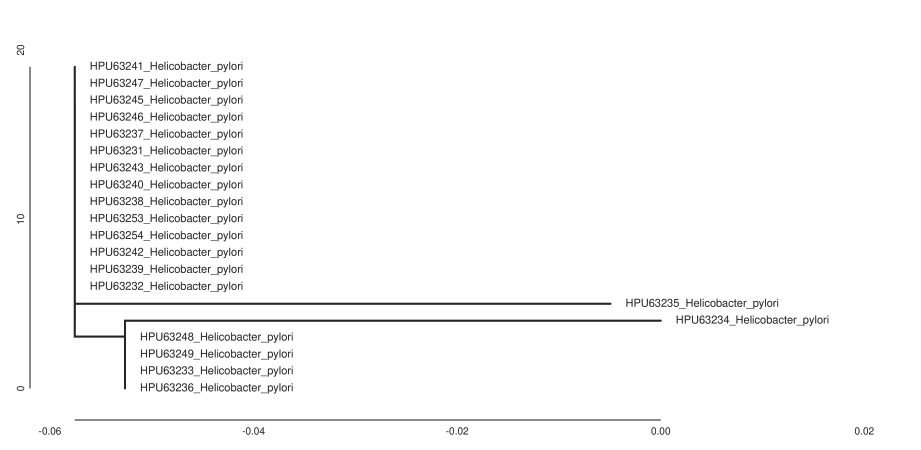 20
HPU63241_Helicobacter_pylori
HPU63247_Helicobacter_pylori
HPU63245_Helicobacter_pylori
HPU63246_Helicobacter_pylori
HPU63237_Helicobacter_pylori
HPU63231_Helicobacter_pylori
HPU63243_Helicobacter_pylori
HPU63240_Helicobacter_pylori
HPU63238_Helicobacter_pylori
10
HPU63253_Helicobacter_pylori
HPU63254_Helicobacter_pylori
HPU63242_Helicobacter_pylori
HPU63239_Helicobacter_pylori
HPU63232_Helicobacter_pylori
HPU63235_Helicobacter_pylori
HPU63234_Helicobacter_pylori
HPU63248_Helicobacter_pylori
HPU63249_Helicobacter_pylori
HPU63233_Helicobacter_pylori
0
HPU63236_Helicobacter_pylori
-0.06 -0.04 -0.02 0.00 0.02